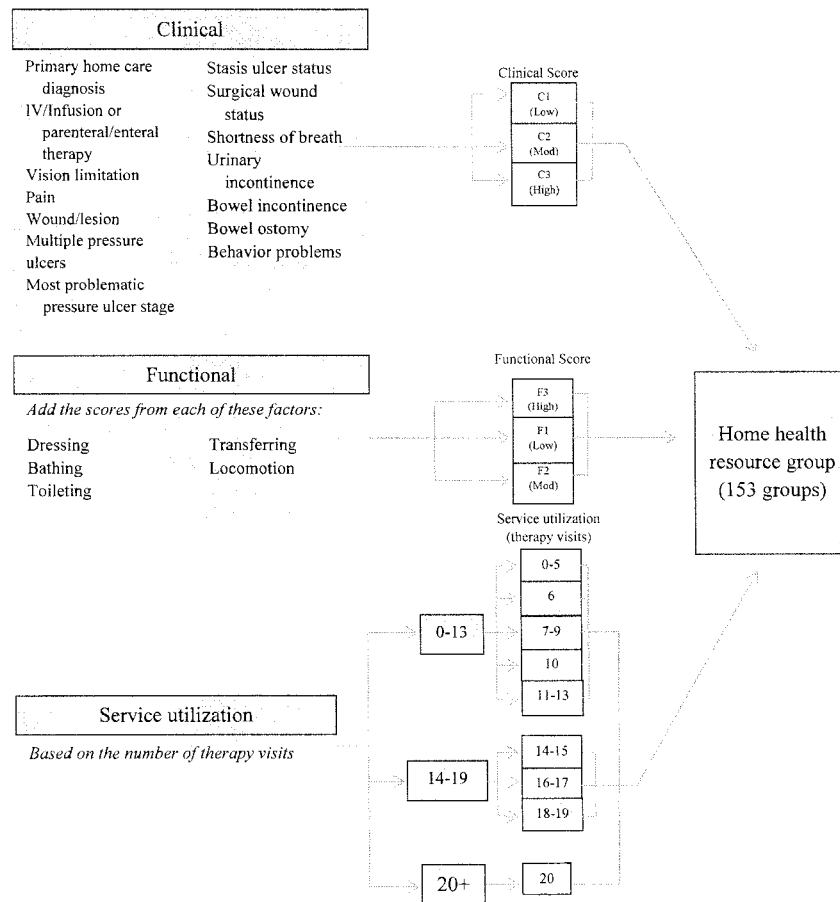 Clinical
Primary home care
diagnosis
IV/Infusion or
parenteral/enteral
therapy
Vision limitation
Pain
Wound/lesion
Multiple pressure
ulcers
Most problematic
pressure ulcer stage
Stasis ulcer status
Surgical wound
status
Shortness of breath
Urinary
incontinence
Bowel incontinence
Bowel ostomy
Behavior problems
Clinical Score
C1
(Low)
C2
(Mod)
C3
(High)
Functional
Add the scores from each of these factors:
Dressing
Bathing
Toileting
Transferring
Locomotion
Functional Score
F3
(High)
F1
(Low)
F2
(Mod)
Home health
resource group
(153 groups)
Service utilization
Based on the number of therapy visits
0-13
14-19
20+
Service utilization
(therapy visits)
0-5
6
7-9
10
11-13
14-15
16-17
18-19
20